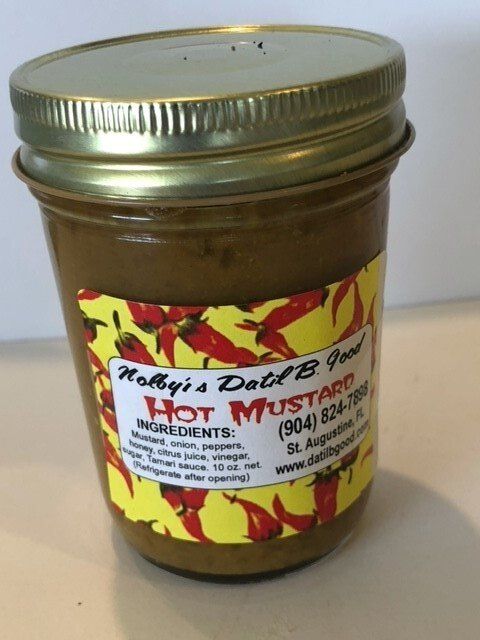 Nolby's Datil B. Good
HOT MUSTARD
INGREDIENTS:
Mustard, onion, peppers,
honey, citrus juice, vinegar,
sugar, Tamari sauce. 10 oz. net.
(Refrigerate after opening)
(904) 824-7898
St. Augustine, FL
www.datilbgood.com